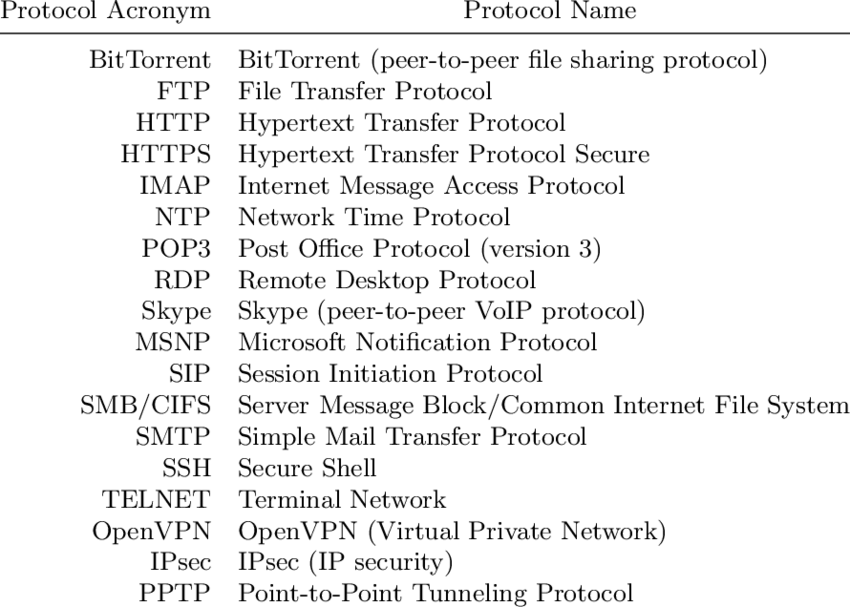 Protocol Acronym Protocol Name
BitTorrent BitTorrent (peer-to-peer file sharing protocol)
FTP File Transfer Protocol
HTTP Hypertext Transfer Protocol
HTTPS Hypertext Transfer Protocol Secure
IMAP Internet Message Access Protocol
NTP Network Time Protocol
POP3 Post Office Protocol (version 3)
RDP Remote Desktop Protocol
Skype Skype (peer-to-peer VoIP protocol)
MSNP Microsoft Notification Protocol
SIP Session Initiation Protocol
SMB/CIFS Server Message Block/Common Internet File System
SMTP Simple Mail Transfer Protocol
SSH Secure Shell
TELNET Terminal Network
OpenVPN OpenVPN (Virtual Private Network)
IPsec IPsec (IP security)
PPTP Point-to-Point Tunneling Protocol